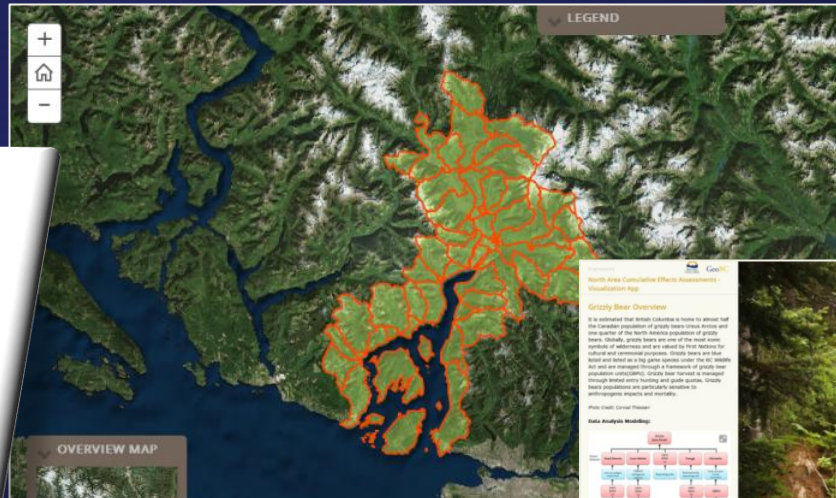 LEGEND
+
−
OVERVIEW MAP
GeoBC
North Area Cumulative Effects Assessments -
Visualization App
Grizzly Bear Overview
It is estimated that British Columbia is home to almost half
the Canadian population of grizzly bears Ursus Arctos and
one quarter of the North America population of grizzly
bears. Globally, grizzly bears are one of the most iconic
symbols of wilderness and are valued by First Nations for
cultural and ceremonial purposes. Grizzly bears are blue
listed and listed as a big game species under the BC Wildlife
Act and are managed through a framework of grizzly bear
population units(GBPU). Grizzly bear harvest is managed
through limited entry hunting and guide quotas. Grizzly
bears populations are particularly sensitive to
anthropogenic impacts and mortality.
Photo Credit:
Data Analysis Modeling: